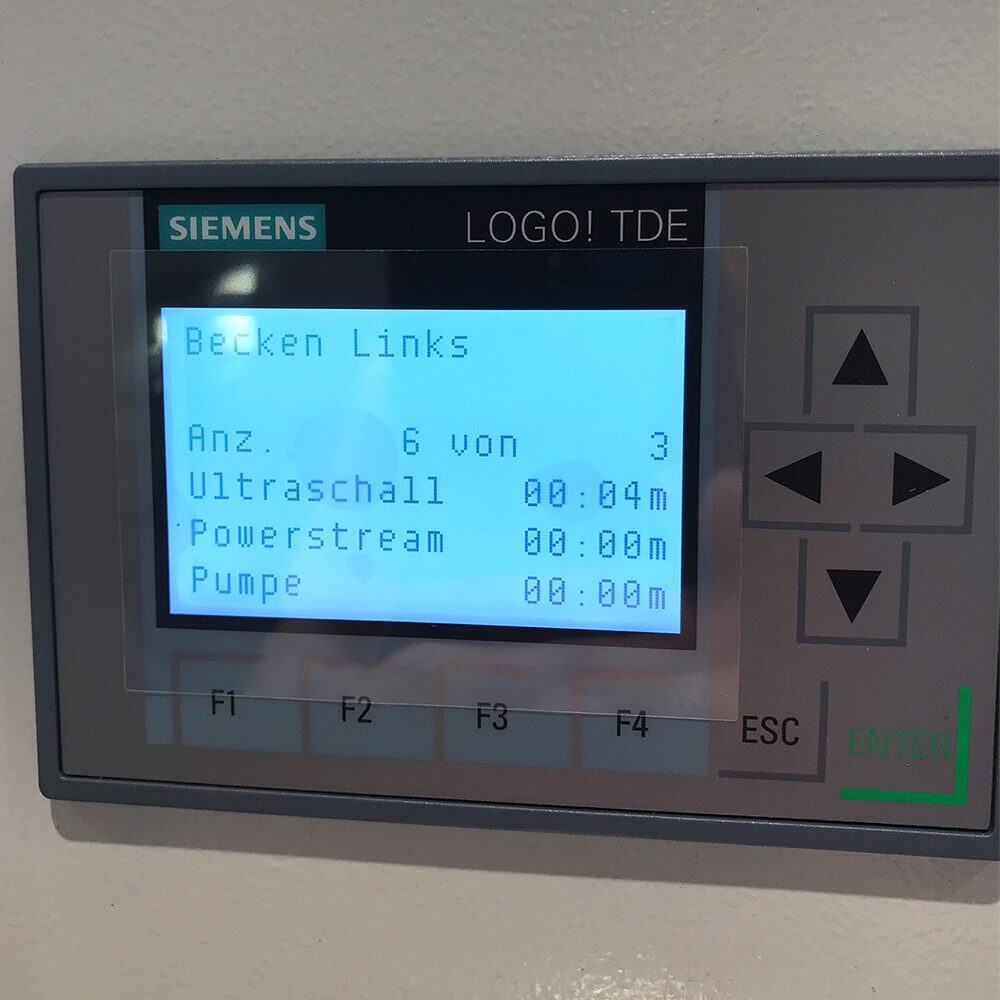 SIEMENS LOGO! TDE
Becken Links
Anz. 6 von 3
Ultraschall 00:04m
Powerstream 00:00m
Pumpe 00:00m
F1 F2 F3 F4 ESC ENTER